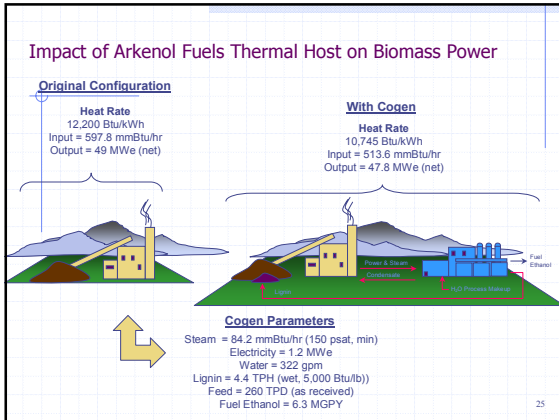 Impact of Arkenol Fuels Thermal Host on Biomass Power
Original Configuration
Heat Rate
12,200 Btu/kWh
Input = 597.8 mmBtu/hr
Output = 49 MWe (net)
With Cogen
Heat Rate
10,745 Btu/kWh
Input = 513.6 mmBtu/hr
Output = 47.8 MWe (net)
Power & Steam
Condensate
Fuel
Ethanol
Lignin
H2O Process Makeup
Cogen Parameters
Steam = 84.2 mmBtu/hr (150 psat, min)
Electricity = 1.2 MWe
Water = 322 gpm
Lignin = 4.4 TPH (wet, 5,000 Btu/lb))
Feed = 260 TPD (as received)
Fuel Ethanol = 6.3 MGPY
25